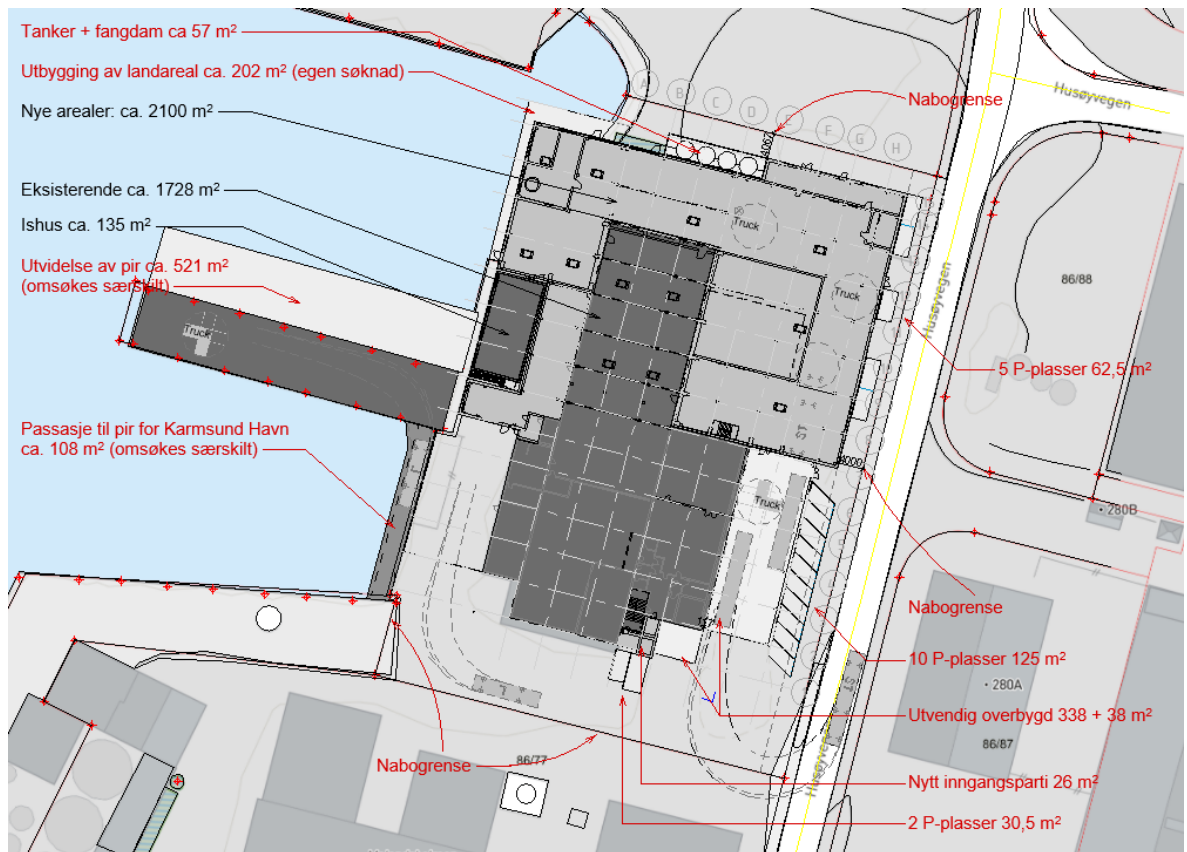 Tanker + fangdam ca 57 m²
Utbygging av landareal ca. 202 m² (egen søknad)
Nye arealer: ca. 2100 m²
Eksisterende ca. 1728 m²
Ishus ca. 135 m²
Utvidelse av pir ca. 521 m²
(omsøkes særskilt)
Passasje til pir for Karmsund Havn
ca. 108 m² (omsøkes særskilt)
A
B
C
D
E
F
G
H
Nabogrense
Husøyvegen
4067
Truck
Truck
Truck
Truck
Husøyvegen
86/88
5 P-plasser 62,5 m²
4000
280B
Nabogrense
10 P-plasser 125 m²
280A
Utvendig overbygd 338 + 38 m²
86/87
Nytt inngangsparti 26 m²
2 P-plasser 30,5 m²
Nabogrense
86/77
Husøyvegen